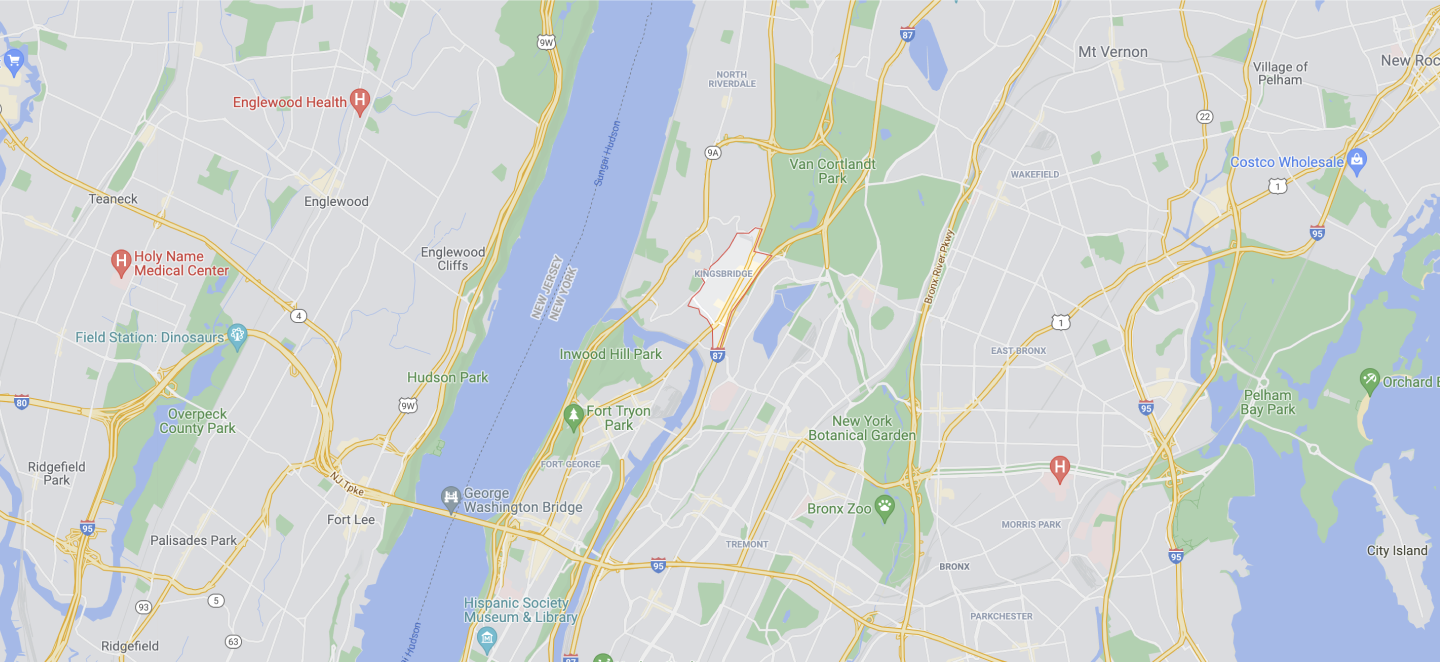 9W
87
Mt Vernon
Village of
Pelham
New Roc
NORTH
RIVERDALE
Englewood Health
H
22
Sungai Hudson
9A
Van Cortlandt
Park
Costco Wholesale
1
WAKEFIELD
Teaneck
Englewood
95
Englewood
Cliffs
H
Holy Name
Medical Center
KINGSBRIDGE
NEW JERSEY
NEW YORK
Bronx River Pkwy
4
1
Field Station: Dinosaurs
Inwood Hill Park
87
EAST BRONX
Hudson Park
Orchard B
80
9W
Pelham
Bay Park
95
Overpeck
County Park
Fort Tryon
Park
New York
Botanical Garden
FORT GEORGE
Ridgefield
Park
H
NJ Tpke
George
Washington Bridge
Bronx Zoo
Fort Lee
95
MORRIS PARK
Palisades Park
TREMONT
City Island
95
95
BRONX
93
5
Hispanic Society
Museum & Library
PARKCHESTER
63
Ridgefield
Hudson
87